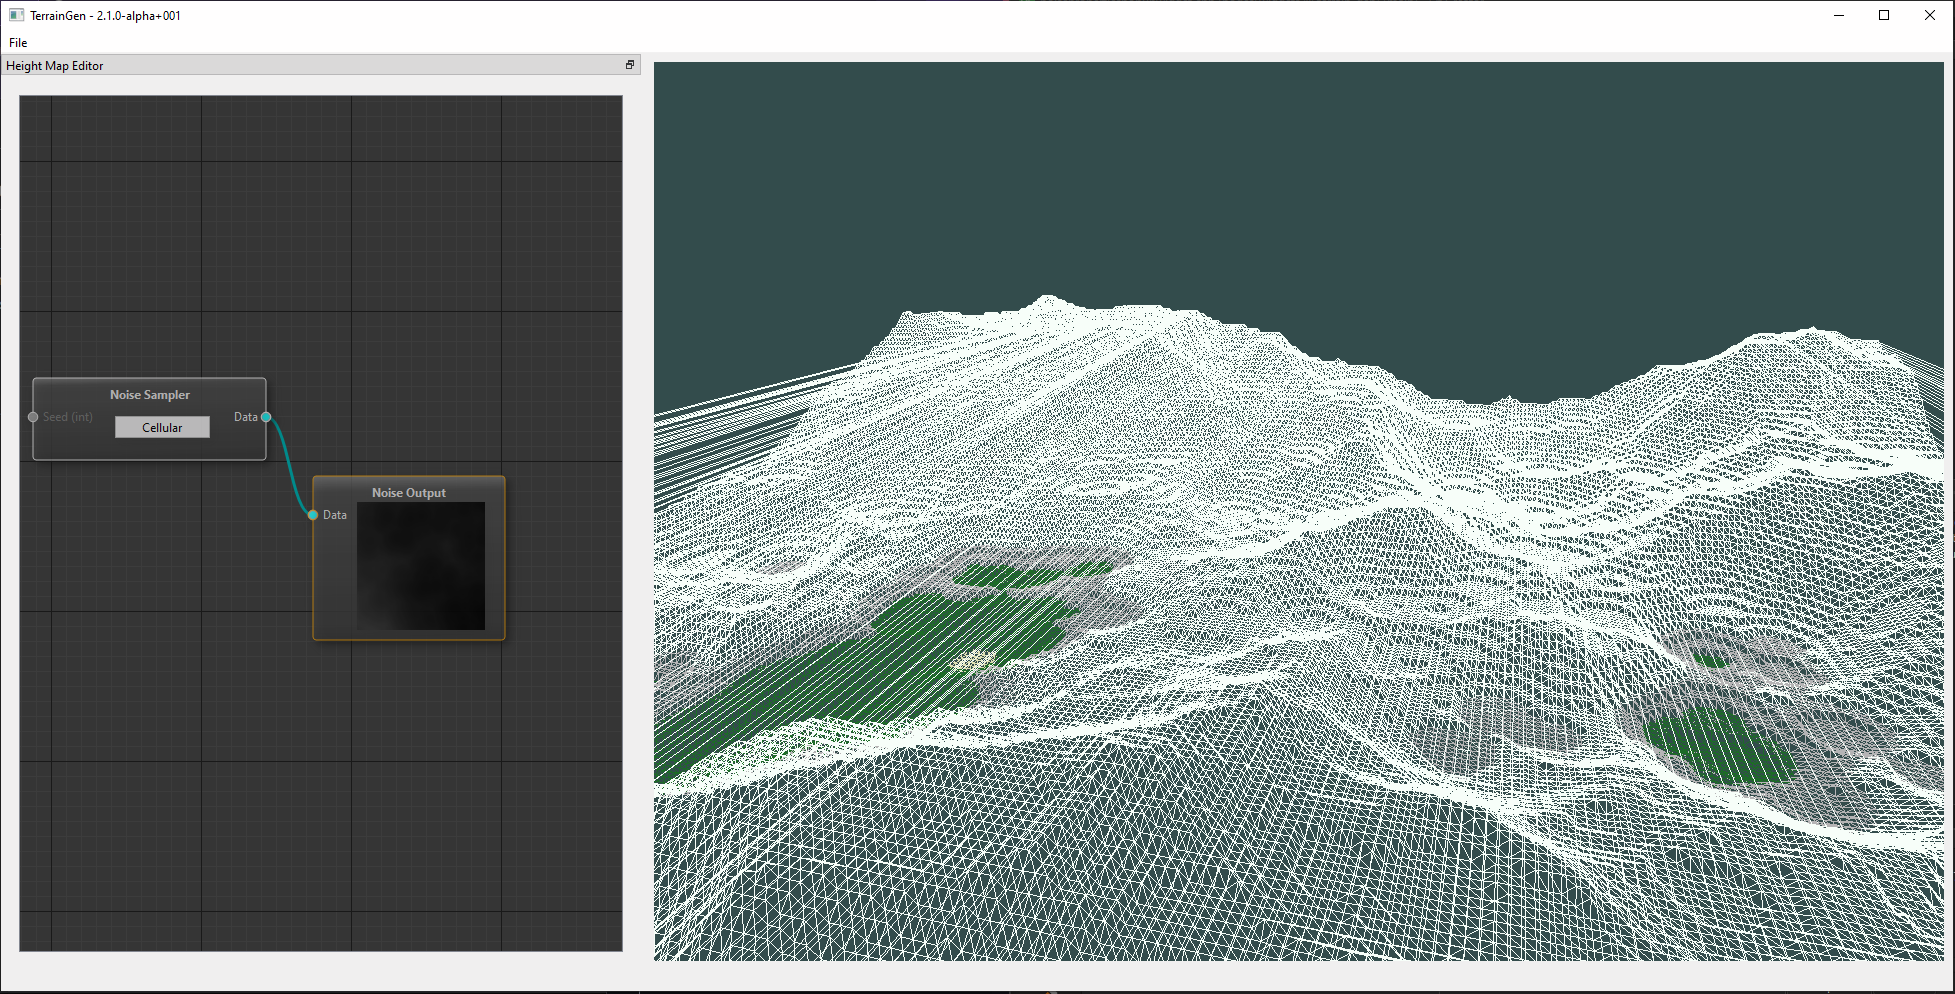 TerrainGen - 2.1.0-alpha+001
File
Height Map Editor
Noise Sampler
Seed (int)
Data
Cellular
Noise Output
Data